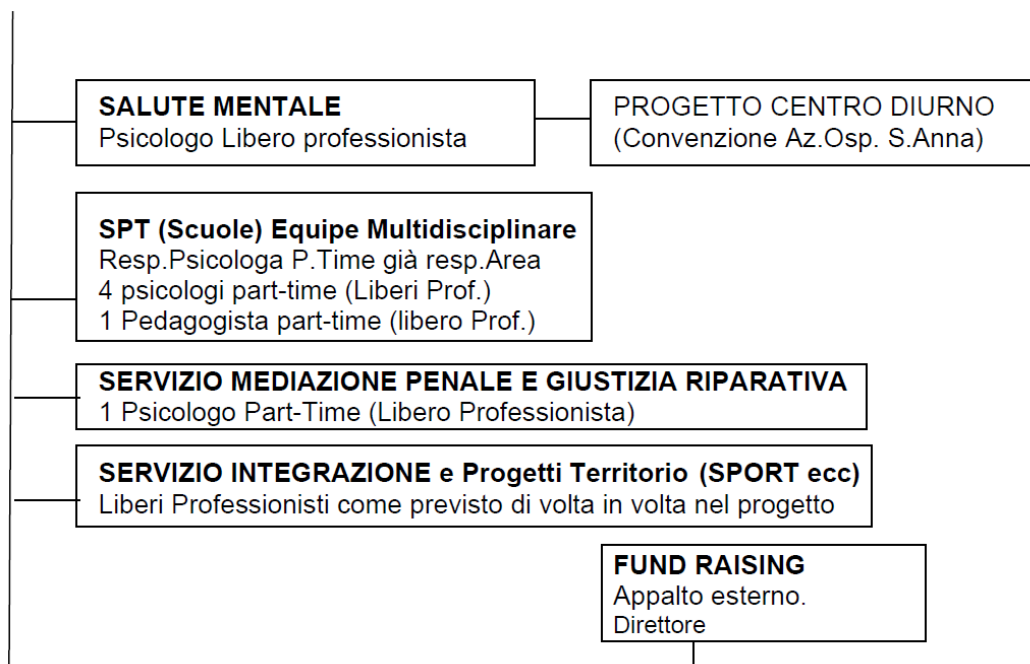 SALUTE MENTALE
Psicologo Libero professionista
PROGETTO CENTRO DIURNO
(Convenzione Az.Osp. S.Anna)
SPT (Scuole) Equipe Multidisciplinare
Resp.Psicologa P.Time già resp.Area
4 psicologi part-time (Liberi Prof.)
1 Pedagogista part-time (libero Prof.)
SERVIZIO MEDIAZIONE PENALE E GIUSTIZIA RIPARATIVA
1 Psicologo Part-Time (Libero Professionista)
SERVIZIO INTEGRAZIONE e Progetti Territorio (SPORT ecc)
Liberi Professionisti come previsto di volta in volta nel progetto
FUND RAISING
Appalto esterno.
Direttore